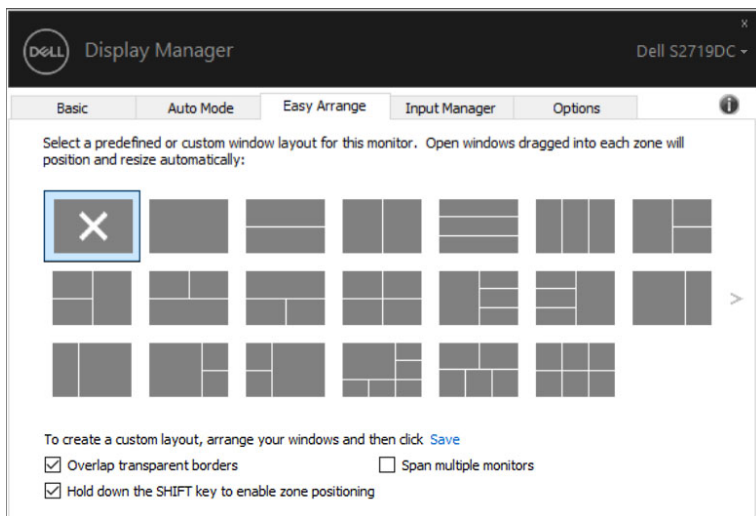 x
DELL Display Manager Dell S2719DC
Basic Auto Mode Easy Arrange Input Manager Options
Select a predefined or custom window layout for this monitor. Open windows dragged into each zone will
position and resize automatically:
To create a custom layout, arrange your windows and then click Save
Overlap transparent borders Span multiple monitors
Hold down the SHIFT key to enable zone positioning